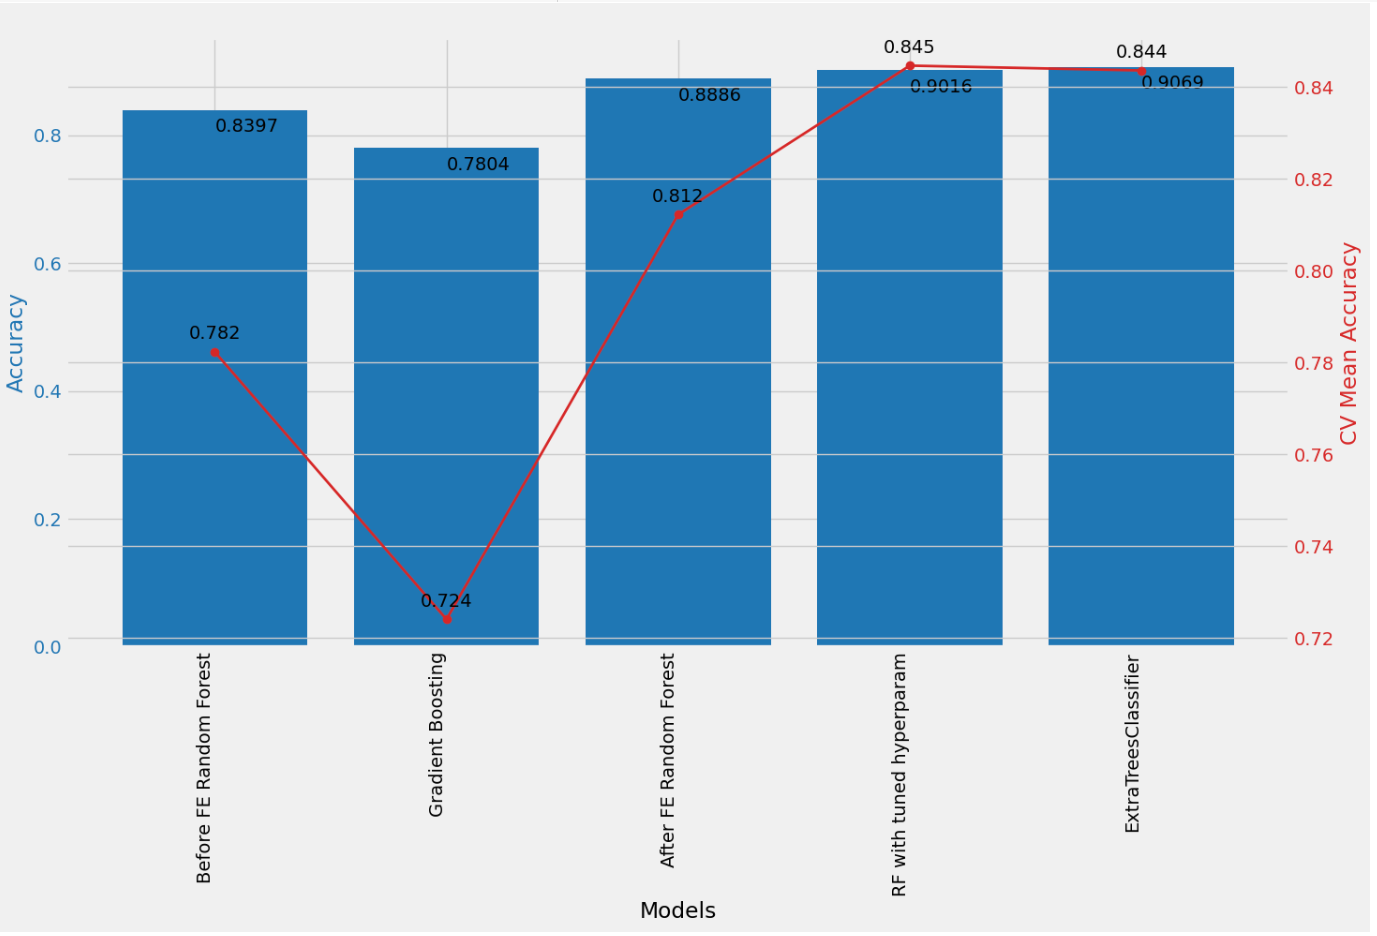 0.845
0.844
0.8397
0.7804
0.8886
0.9016
0.9069
0.782
0.724
0.812
Accuracy
0.8
0.6
0.4
0.2
0.0
0.84
0.82
0.80
0.78
0.76
0.74
0.72
CV Mean Accuracy
Before FE Random Forest
Gradient Boosting
After FE Random Forest
RF with tuned hyperparam
ExtraTreesClassifier
Models